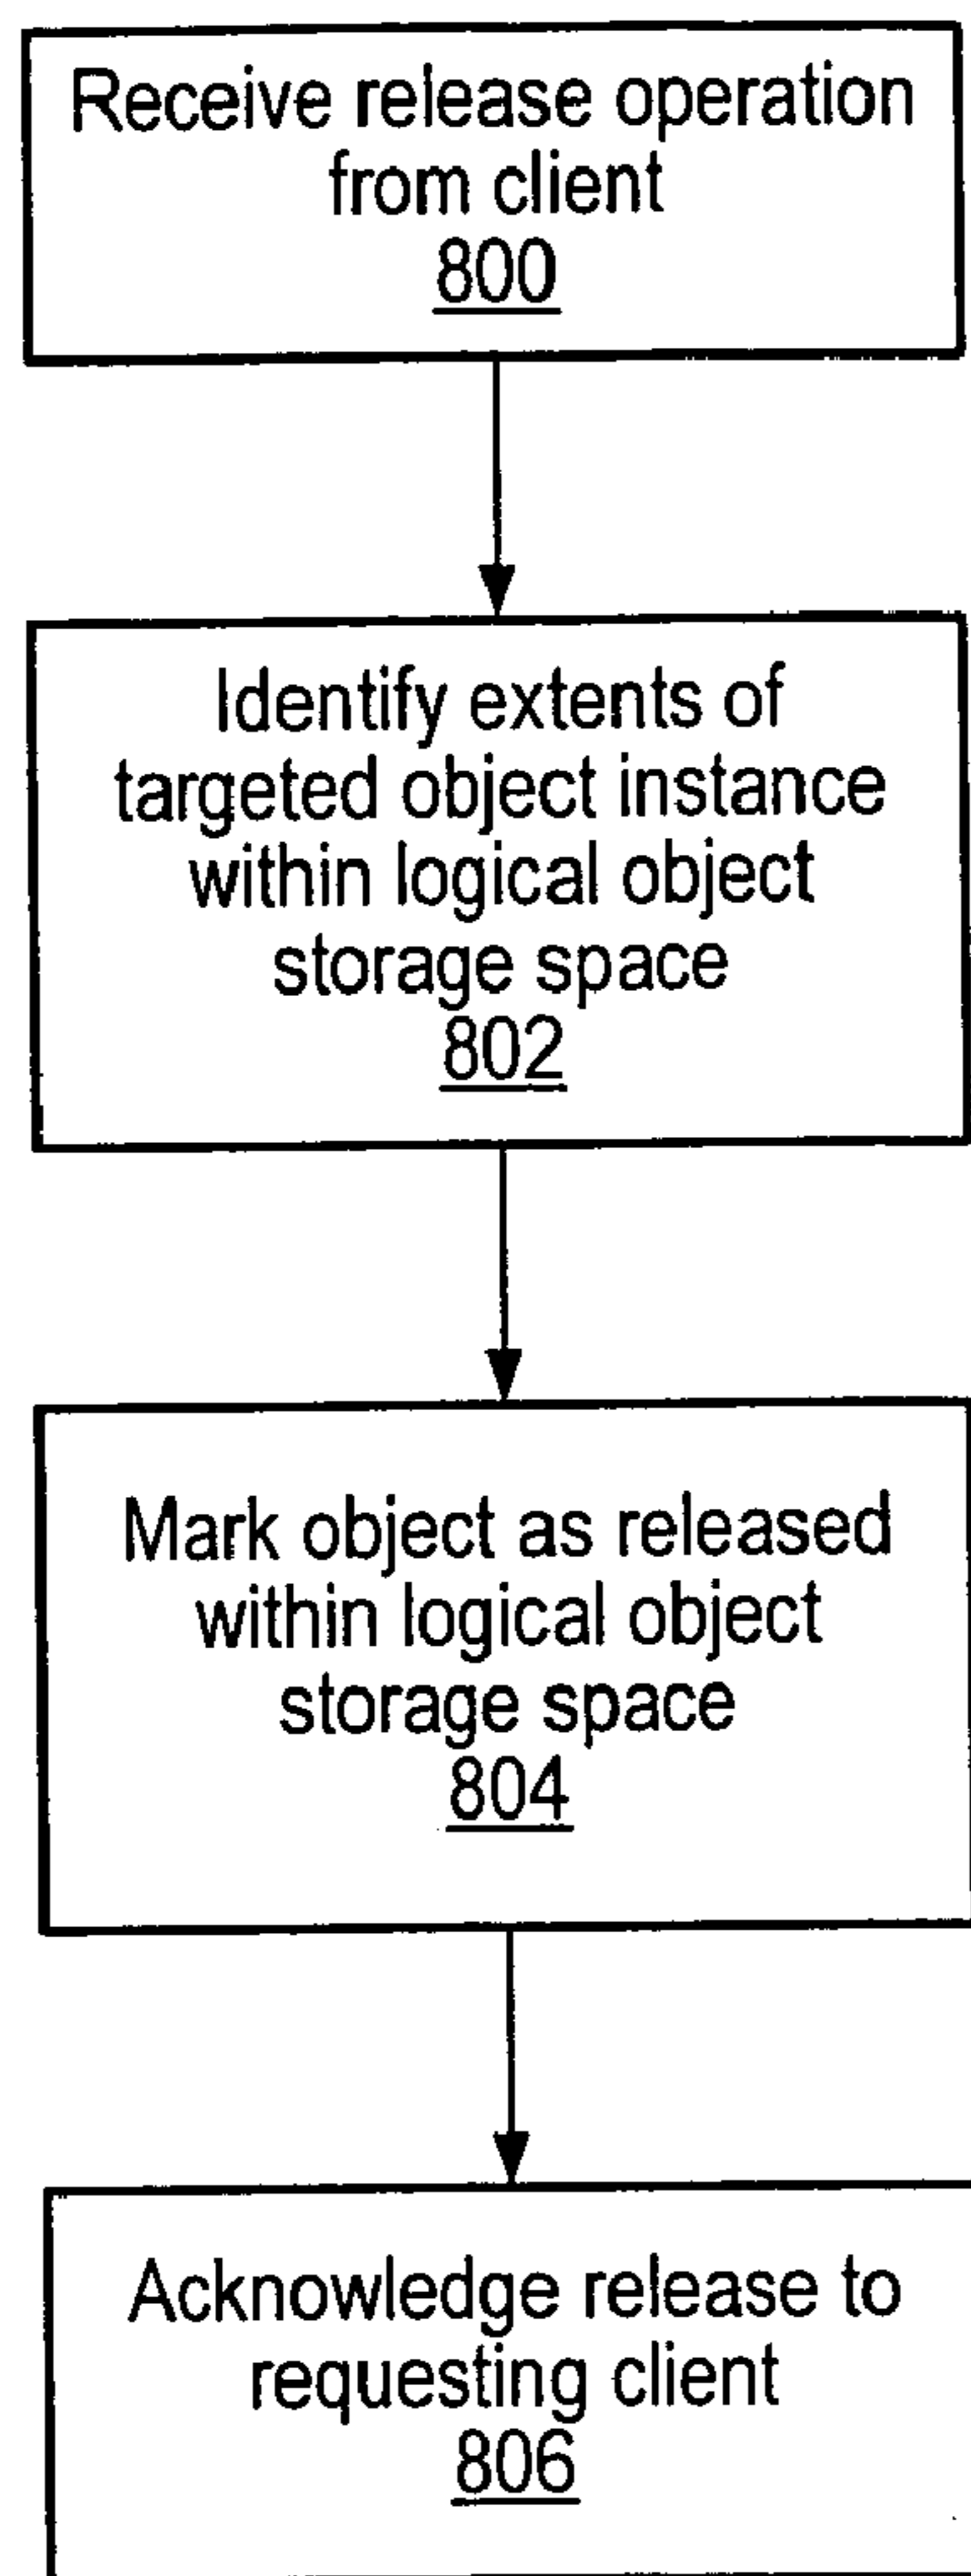 Receive release operation
from client
800
Identify extents of
targeted object instance
within logical object
storage space
802
Mark object as released
within logical object
storage space
804
Acknowledge release to
requesting client
806